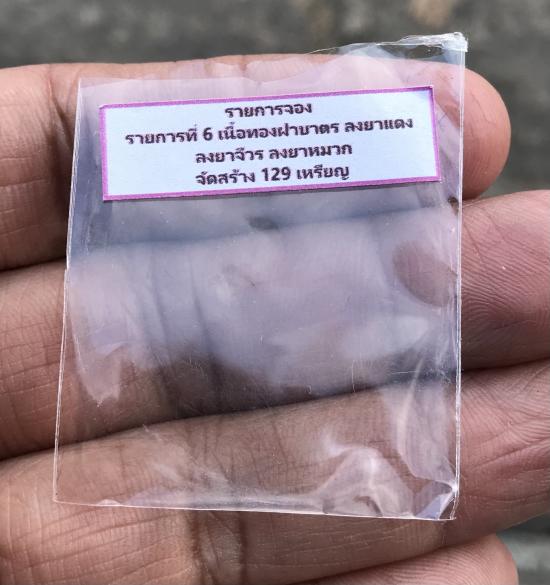 รายการจอง
รายการที่ 6 เนื้อทองฝาบาตร ลงยาแดง
ลงยาจีวร ลงยาหมาก
จัดสร้าง 129 เหรียญ